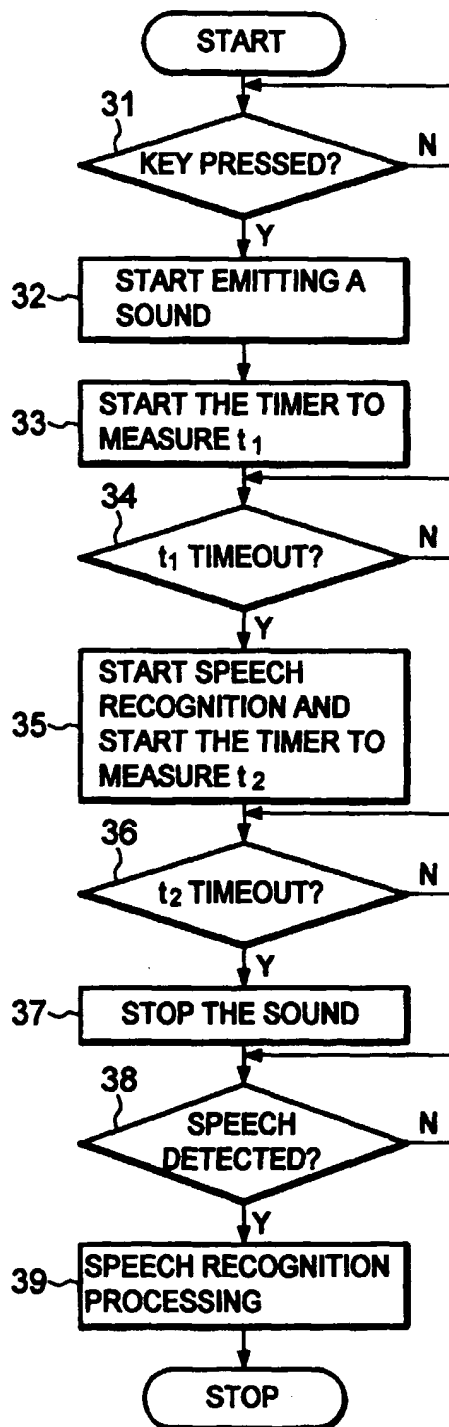 START
31
KEY PRESSED?
N
Y
32
START EMITTING A
SOUND
33
START THE TIMER TO
MEASURE t1
34
t1 TIMEOUT?
N
Y
35
START SPEECH
RECOGNITION AND
START THE TIMER TO
MEASURE t2
36
t2 TIMEOUT?
N
Y
37
STOP THE SOUND
38
SPEECH
DETECTED?
N
Y
39
SPEECH RECOGNITION
PROCESSING
STOP